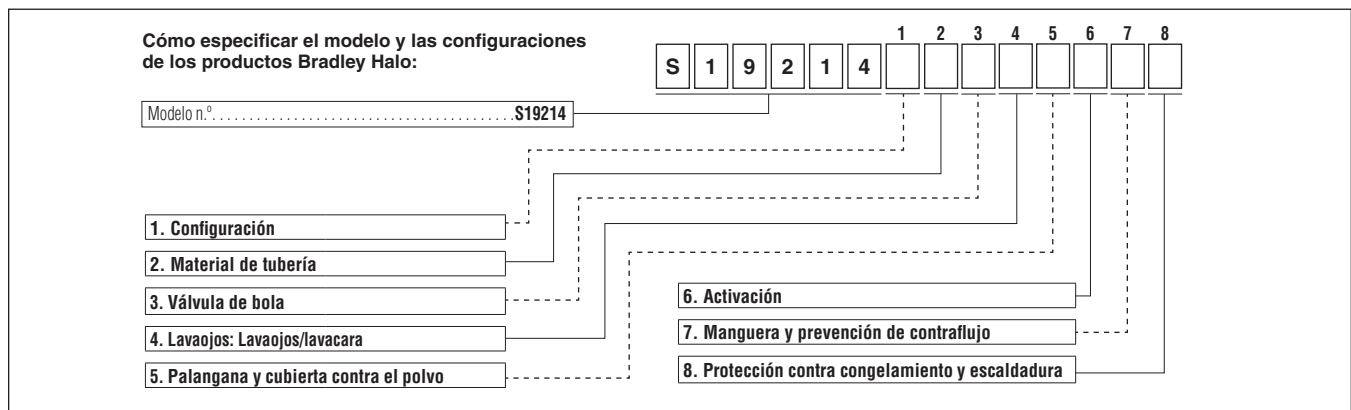 Cómo especificar el modelo y las configuraciones
de los productos Bradley Halo:
1 2 3 4 5 6 7 8
S 1 9 2 1 4
Modelo n.º. . . . . . . . . . . . . . . . . . . . . . . . . . . . . . . . . . . . . . . . .S19214
1. Configuración
2. Material de tubería
3. Válvula de bola
4. Lavaojos: Lavaojos/lavacara
5. Palangana y cubierta contra el polvo
6. Activación
7. Manguera y prevención de contraflujo
8. Protección contra congelamiento y escaldadura